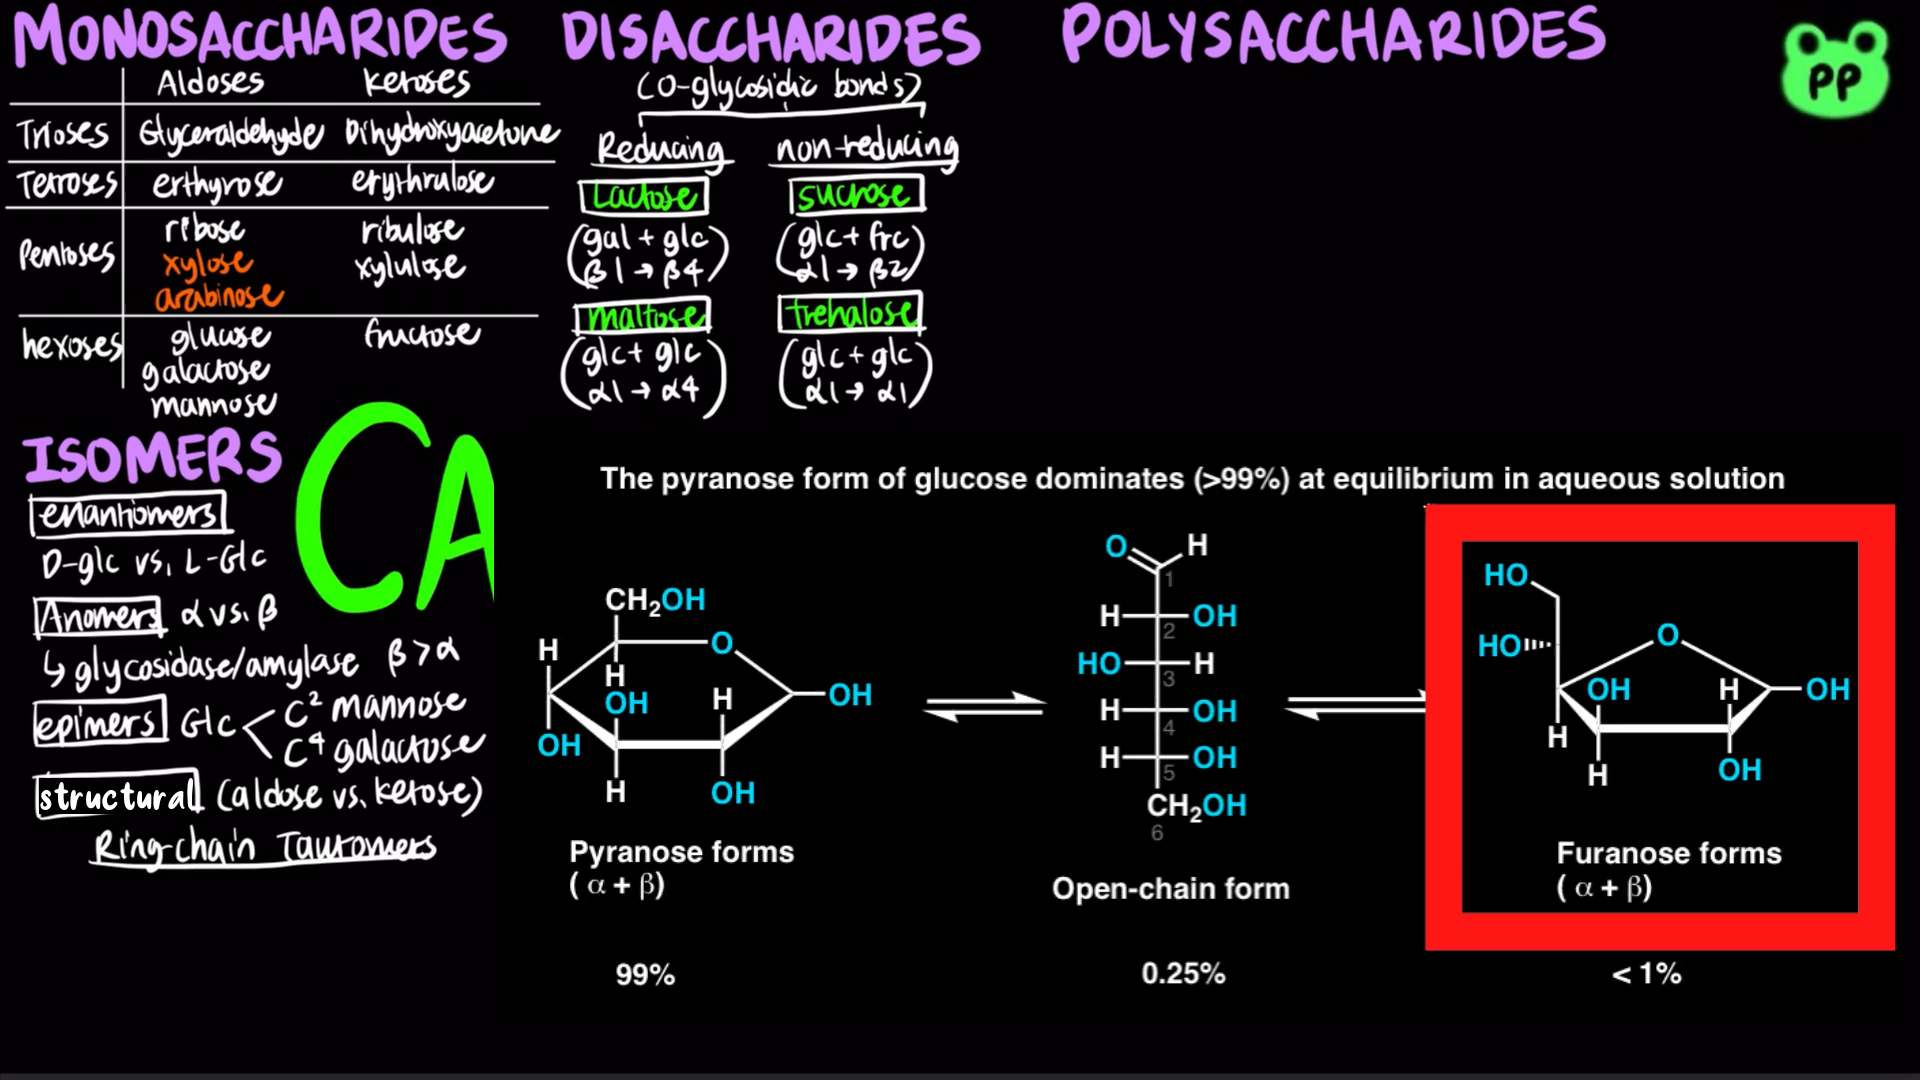 MONOSACCHARIDES
Aldoses ketoses
Trioses Glyceraldehyde Dihydroxyacetone
Tetroses erthyrose erythrulose
Pentoses
ribose ribulose
xylose xylulose
arabinose
hexoses
glucose fructose
galactose
mannose
DISACCHARIDES
(O-glycosidic bonds)
Reducing non-reducing
Lactose sucrose
(gal + glc (glc + frc
β1 → β4) α1 → β2)
maltose trehalose
(glc + glc (glc + glc
α1 → α4) α1 → α1)
POLYSACCHARIDES
PP
ISOMERS
enantiomers
D-glc vs. L-Glc
Anomers α vs. β
↳ glycosidase/amylase β > α
epimers Glc < C² mannose
C⁴ galactose
structural (aldose vs. ketose)
Ring-chain Tautomers
CA
The pyranose form of glucose dominates (>99%) at equilibrium in aqueous solution
CH₂OH
H O
H
OH H OH
OH
H OH
Pyranose forms
( α + β)
99%
O H
1
H OH
2
HO H
3
H OH
4
H OH
5
CH₂OH
6
Open-chain form
0.25%
HO
HO O
OH H OH
H
H OH
Furanose forms
( α + β)
< 1%